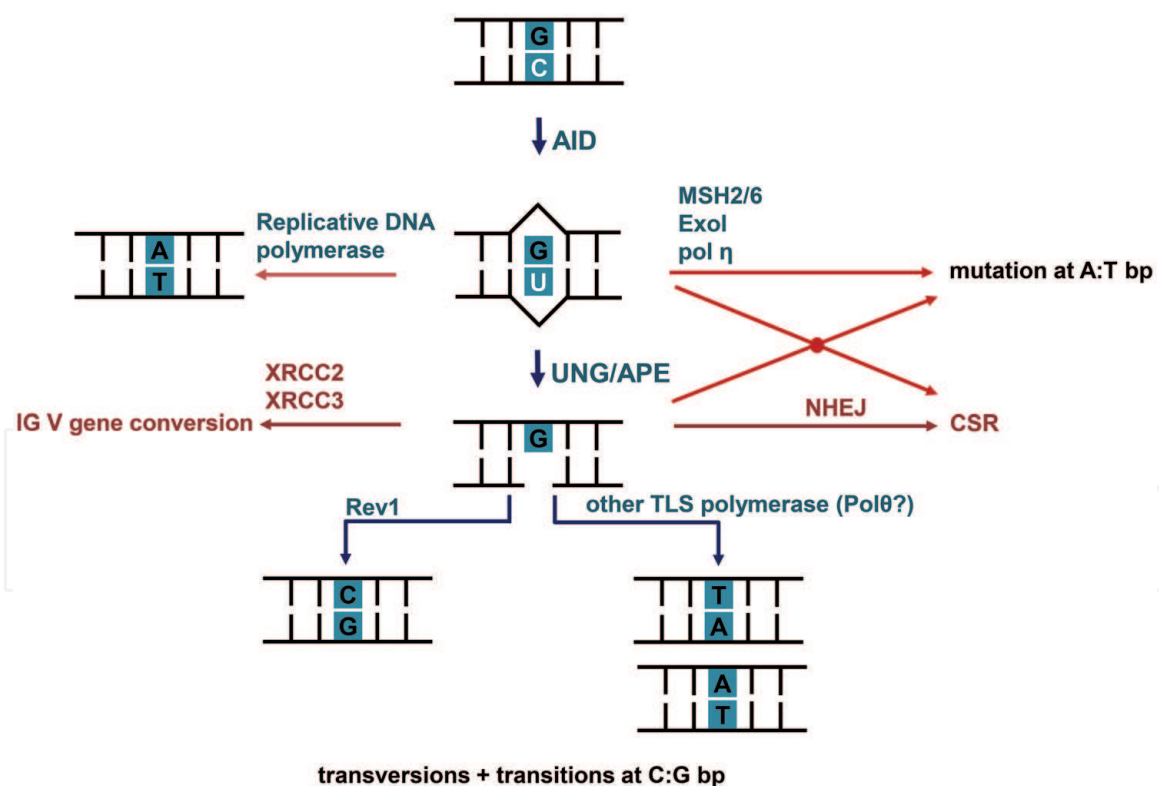 G
C
AID
MSH2/6
ExoI
pol η
Replicative DNA
polymerase
A
T
G
U
mutation at A:T bp
UNG/APE
XRCC2
XRCC3
IG V gene conversion
G
NHEJ
CSR
Rev1
other TLS polymerase (Polθ?)
C
G
T
A
A
T
transversions + transitions at C:G bp